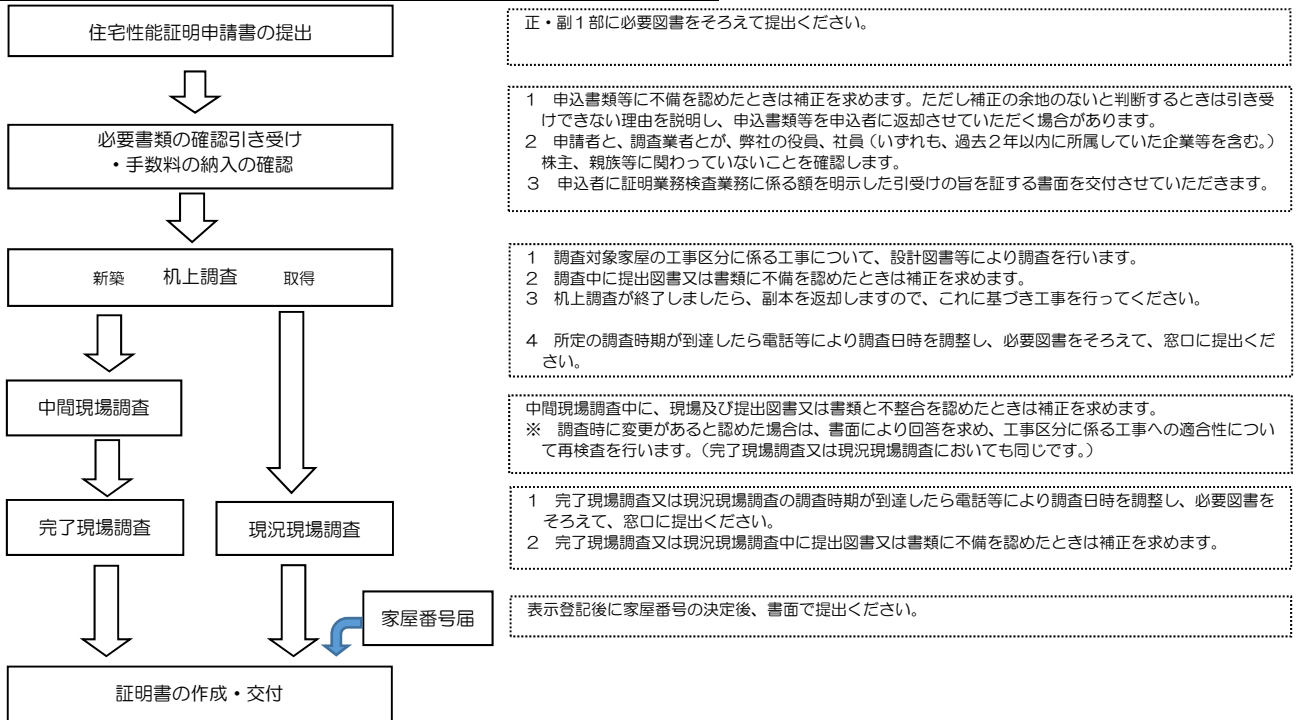 住宅性能証明申請書の提出
正・副1部に必要図書をそろえて提出ください。
必要書類の確認引き受け
・手数料の納入の確認
1 申込書類等に不備を認めたときは補正を求めます。ただし補正の余地のないと判断するときは引き受
けできない理由を説明し、申込書類等を申込者に返却させていただく場合があります。
2 申請者と、調査業者とが、弊社の役員、社員(いずれも、過去2年以内に所属していた企業等を含む。)
株主、親族等に関わっていないことを確認します。
3 申込者に証明業務検査業務に係る額を明示した引受けの旨を証する書面を交付させていただきます。
新築 机上調査 取得
1 調査対象家屋の工事区分に係る工事について、設計図書等により調査を行います。
2 調査中に提出図書又は書類に不備を認めたときは補正を求めます。
3 机上調査が終了しましたら、副本を返却しますので、これに基づき工事を行ってください。
4 所定の調査時期が到達したら電話等により調査日時を調整し、必要図書をそろえて、窓口に提出くだ
さい。
中間現場調査
中間現場調査中に、現場及び提出図書又は書類と不整合を認めたときは補正を求めます。
※ 調査時に変更があると認めた場合は、書面により回答を求め、工事区分に係る工事への適合性につい
て再検査を行います。(完了現場調査又は現況現場調査においても同じです。)
完了現場調査
現況現場調査
1 完了現場調査又は現況現場調査の調査時期が到達したら電話等により調査日時を調整し、必要図書を
そろえて、窓口に提出ください。
2 完了現場調査又は現況現場調査中に提出図書又は書類に不備を認めたときは補正を求めます。
家屋番号届
表示登記後に家屋番号の決定後、書面で提出ください。
証明書の作成・交付